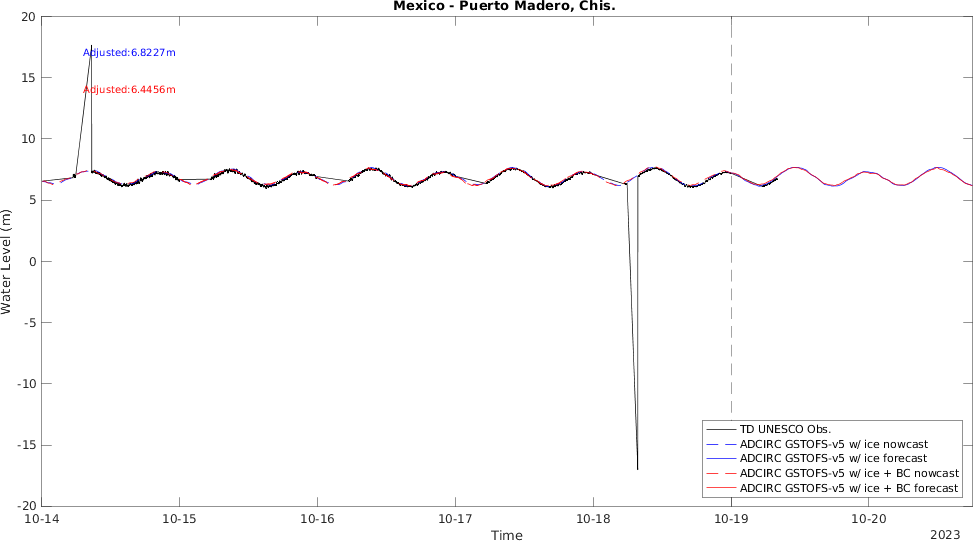 Mexico - Puerto Madero, Chis.
20
15
10
5
0
-5
-10
-15
-20
Water Level (m)
Adjusted:6.8227m
Adjusted:6.4456m
TD UNESCO Obs.
ADCIRC GSTOFS-v5 w/ ice nowcast
ADCIRC GSTOFS-v5 w/ ice forecast
ADCIRC GSTOFS-v5 w/ ice + BC nowcast
ADCIRC GSTOFS-v5 w/ ice + BC forecast
10-14 10-15 10-16 10-17 10-18 10-19 10-20
Time
2023